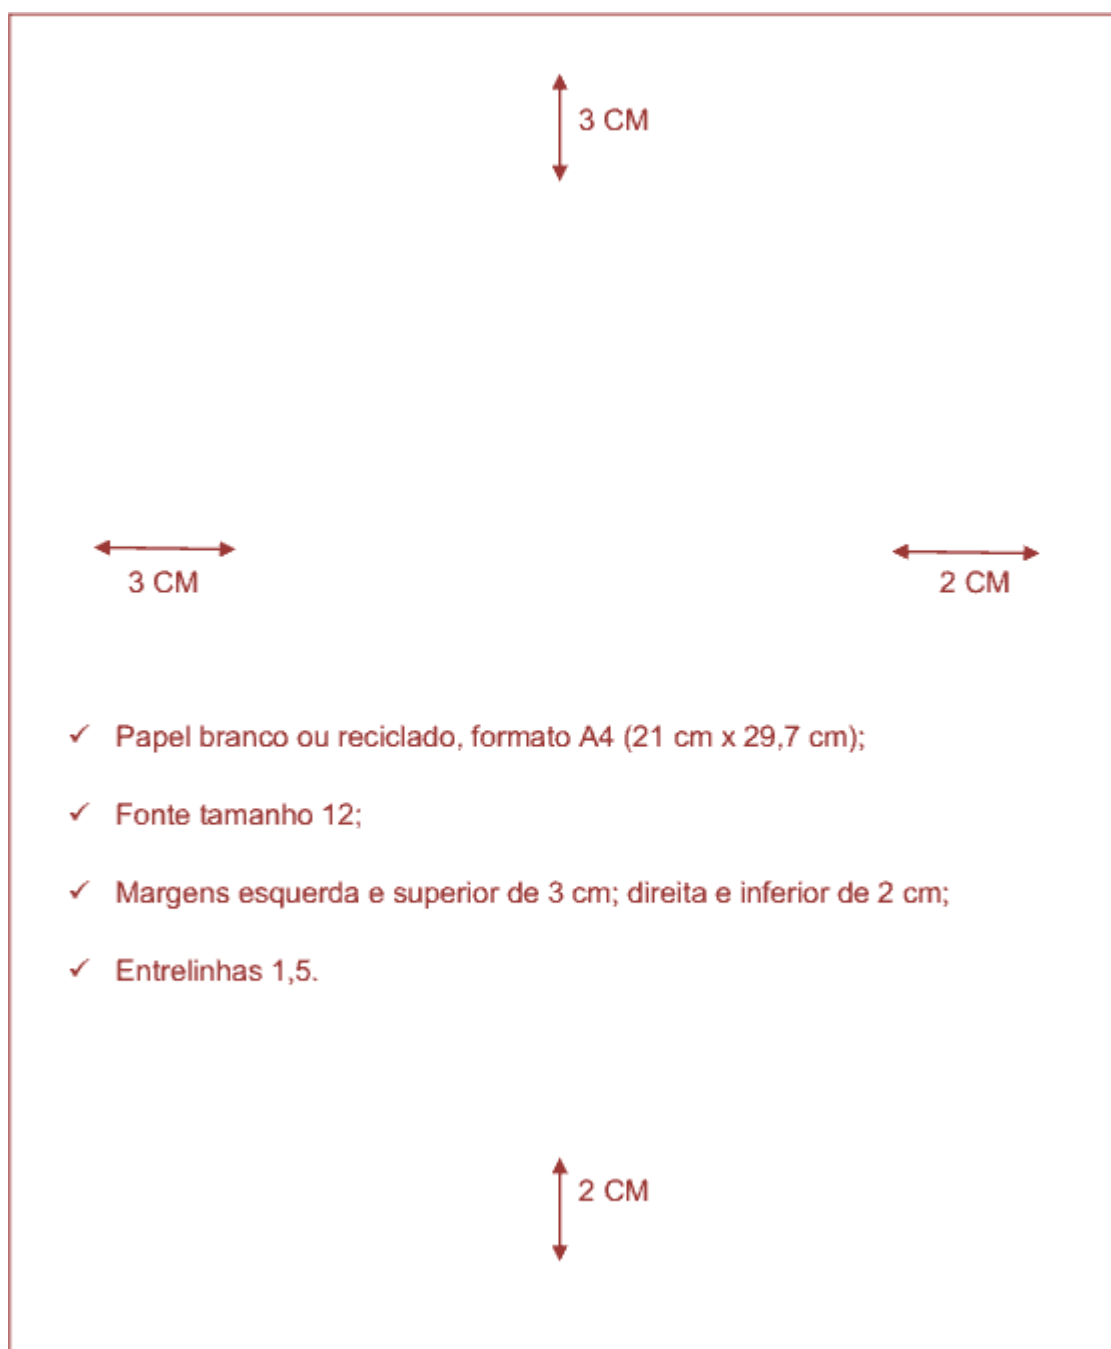 3 CM
3 CM
2 CM
✓ Papel branco ou reciclado, formato A4 (21 cm x 29,7 cm);
✓ Fonte tamanho 12;
✓ Margens esquerda e superior de 3 cm; direita e inferior de 2 cm;
✓ Entrelinhas 1,5.
2 CM